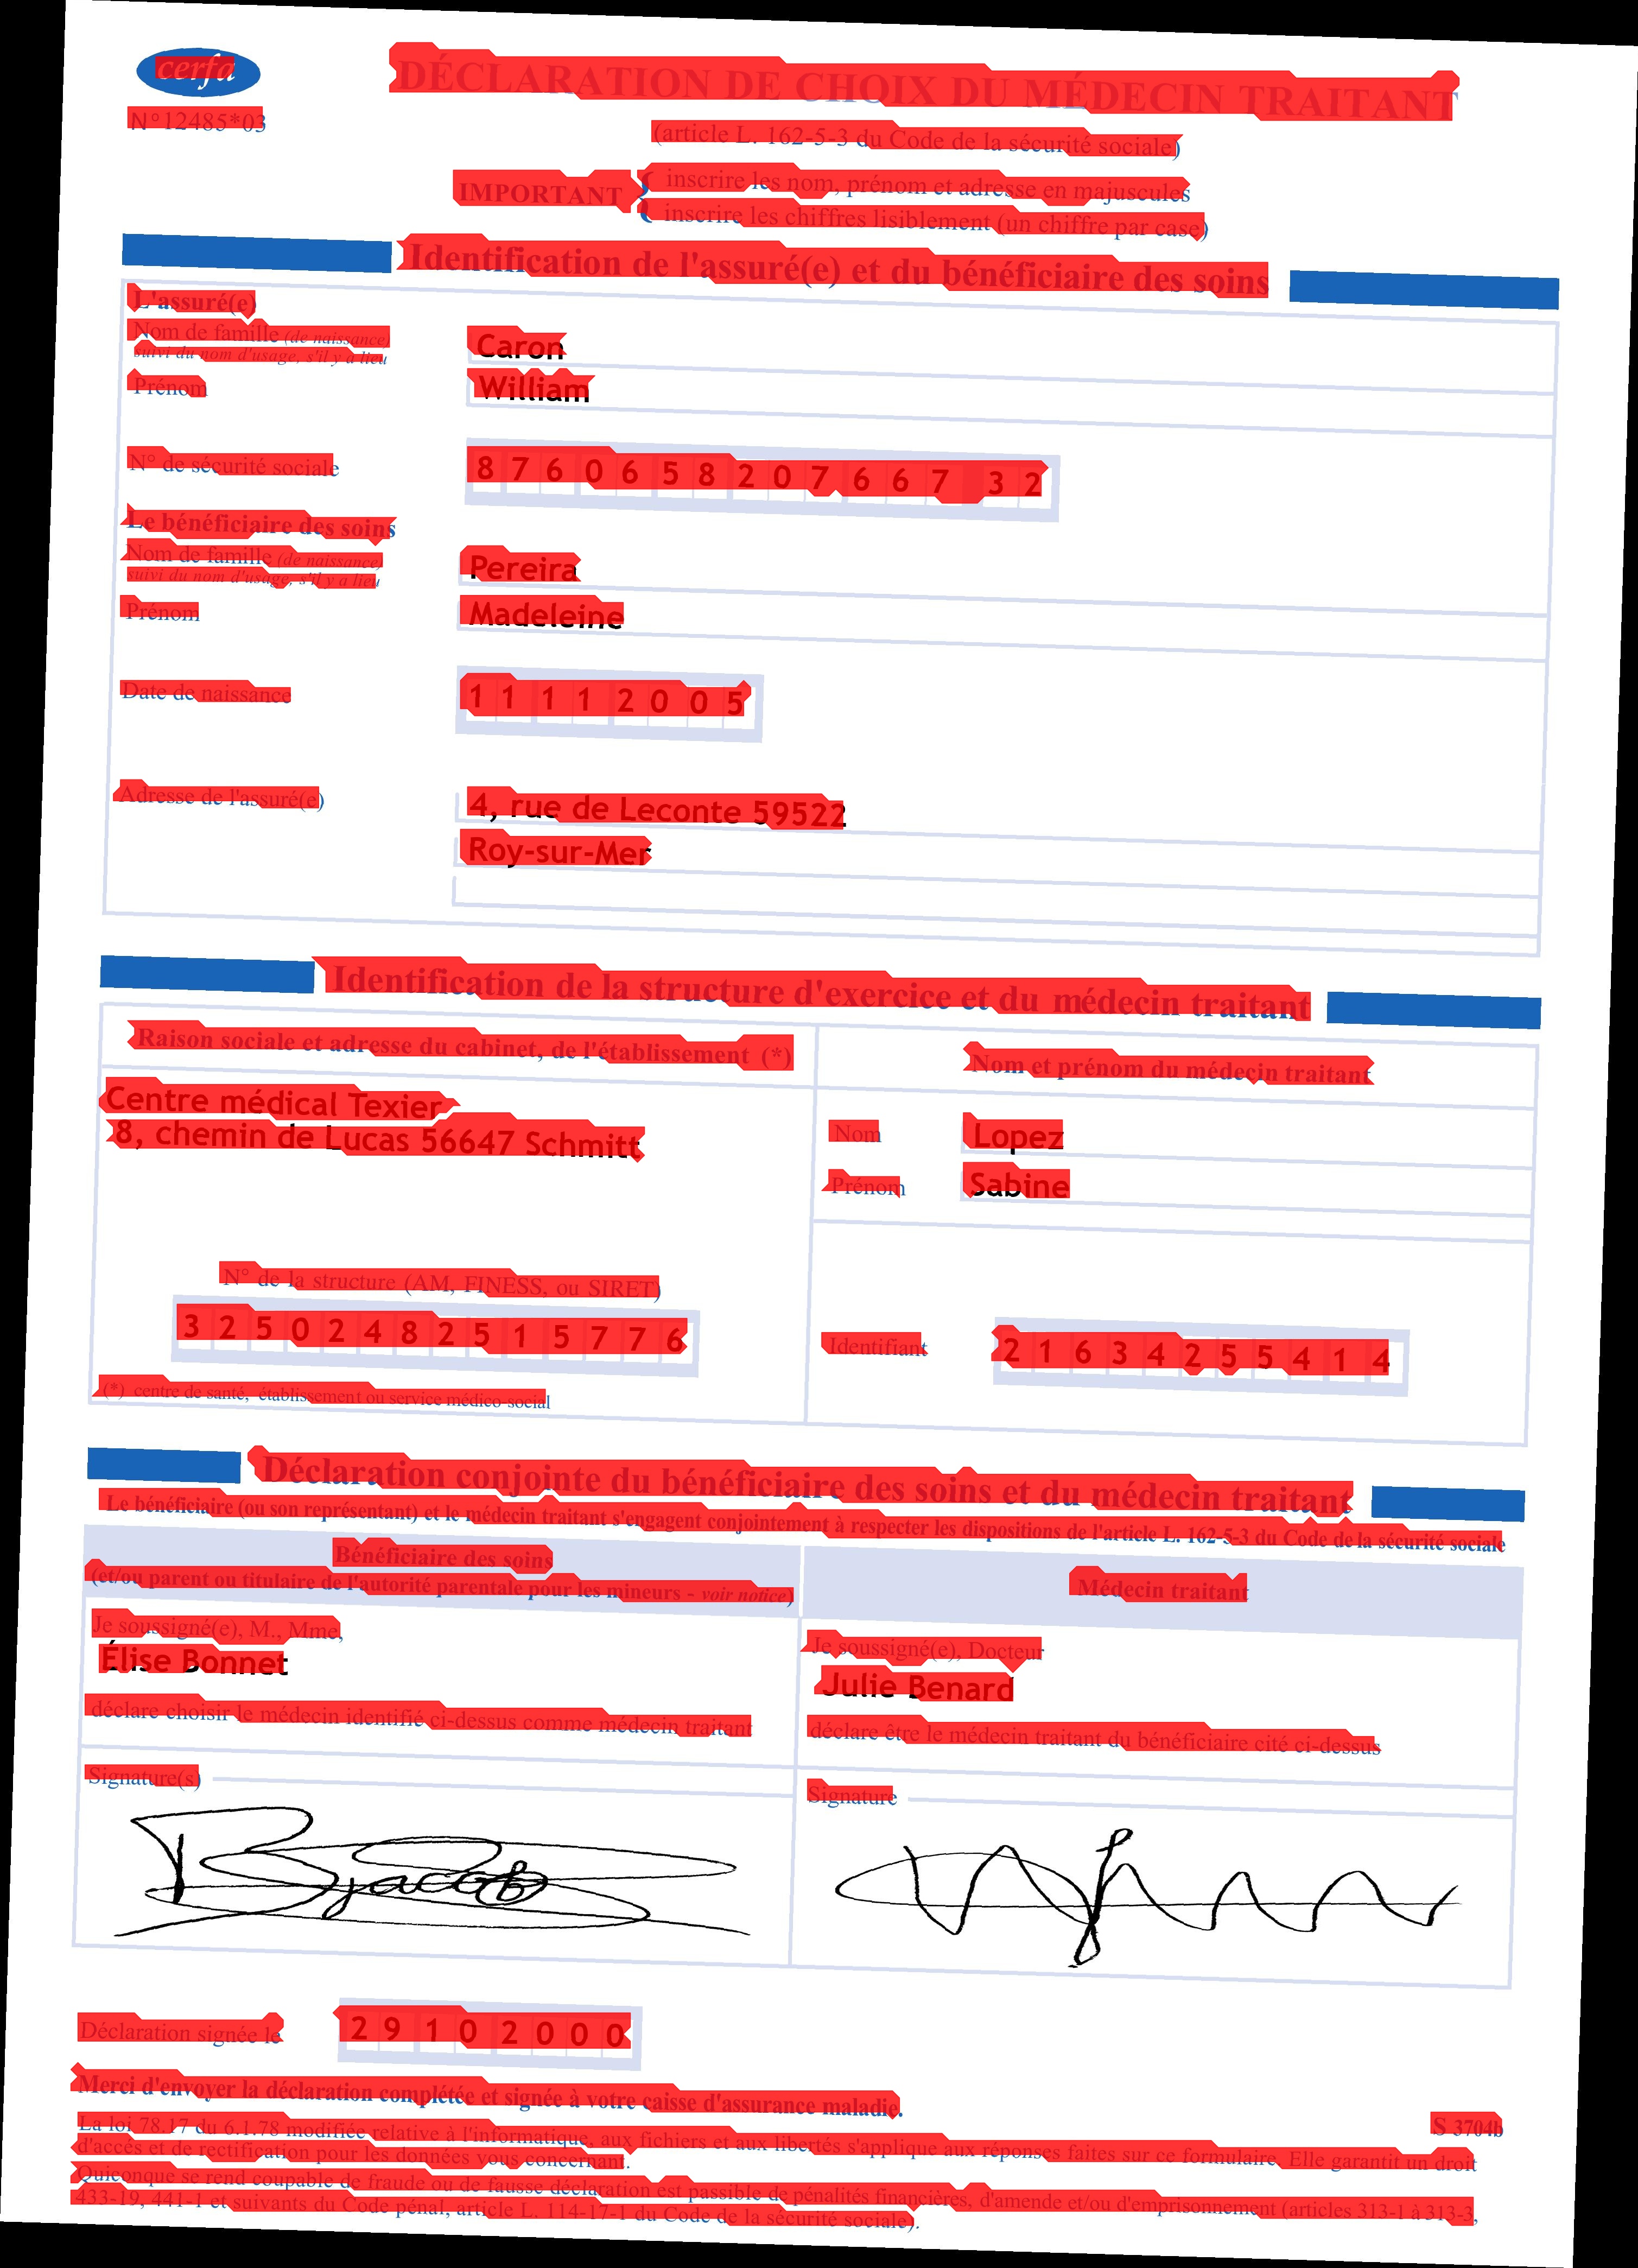 cerfa
N°12485*03
DÉCLARATION DE CHOIX DU MÉDECIN TRAITANT
(article L. 162-5-3 du Code de la sécurité sociale)
IMPORTANT
inscrire les nom, prénom et adresse en majuscules
inscrire les chiffres lisiblement (un chiffre par case)
Identification de l'assuré(e) et du bénéficiaire des soins
L'assuré(e)
Nom de famille (de naissance)
suivi du nom d'usage, s'il y a lieu
Caron
Prénom
William
N° de sécurité sociale
8 7 6 0 6 5 8 2 0 7 6 6 7 3 2
Le bénéficiaire des soins
Nom de famille (de naissance)
suivi du nom d'usage, s'il y a lieu
Pereira
Prénom
Madeleine
Date de naissance
1 1 1 1 2 0 0 5
Adresse de l'assuré(e)
4, rue de Leconte 59522
Roy-sur-Mer
Identification de la structure d'exercice et du médecin traitant
Raison sociale et adresse du cabinet, de l'établissement (*)
Centre médical Texier
8, chemin de Lucas 56647 Schmitt
N° de la structure (AM, FINESS, ou SIRET)
3 2 5 0 2 4 8 2 5 1 5 7 7 6
(*) centre de santé, établissement ou service médico-social
Nom et prénom du médecin traitant
Nom
Lopez
Prénom
Sabine
Identifiant
2 1 6 3 4 2 5 5 4 1 4
Déclaration conjointe du bénéficiaire des soins et du médecin traitant
Le bénéficiaire (ou son représentant) et le médecin traitant s'engagent conjointement à respecter les dispositions de l'article L. 162-5-3 du Code de la sécurité sociale
Bénéficiaire des soins
(et/ou parent ou titulaire de l'autorité parentale pour les mineurs - voir notice)
Je soussigné(e), M., Mme,
Élise Bonnet
déclare choisir le médecin identifié ci-dessus comme médecin traitant
Signature(s)
Médecin traitant
Je soussigné(e), Docteur
Julie Benard
déclare être le médecin traitant du bénéficiaire cité ci-dessus
Signature
Déclaration signée le
2 9 1 0 2 0 0 0
Merci d'envoyer la déclaration complétée et signée à votre caisse d'assurance maladie.
S 3704b
La loi 78.17 du 6.1.78 modifiée relative à l'informatique, aux fichiers et aux libertés s'applique aux réponses faites sur ce formulaire. Elle garantit un droit
d'accès et de rectification pour les données vous concernant.
Quiconque se rend coupable de fraude ou de fausse déclaration est passible de pénalités financières, d'amende et/ou d'emprisonnement (articles 313-1 à 313-3,
433-19, 441-1 et suivants du Code pénal, article L. 114-17-1 du Code de la sécurité sociale).